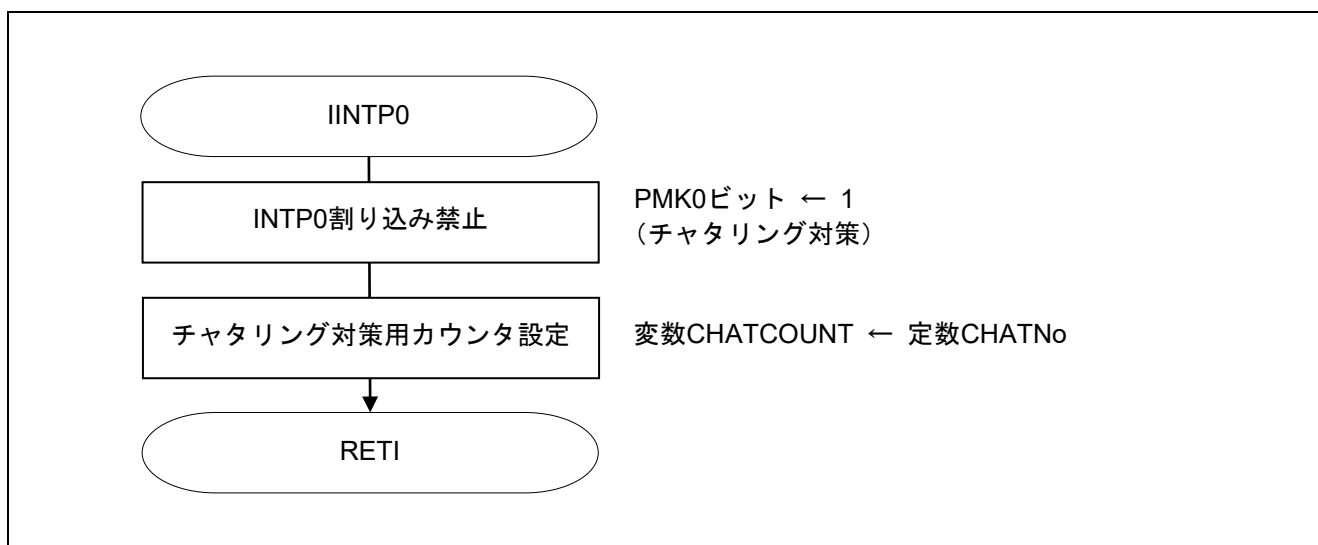 IINTP0
INTP0割り込み禁止
PMK0ビット ← 1
（チャタリング対策）
チャタリング対策用カウンタ設定
変数CHATCOUNT ← 定数CHATNo
RETI